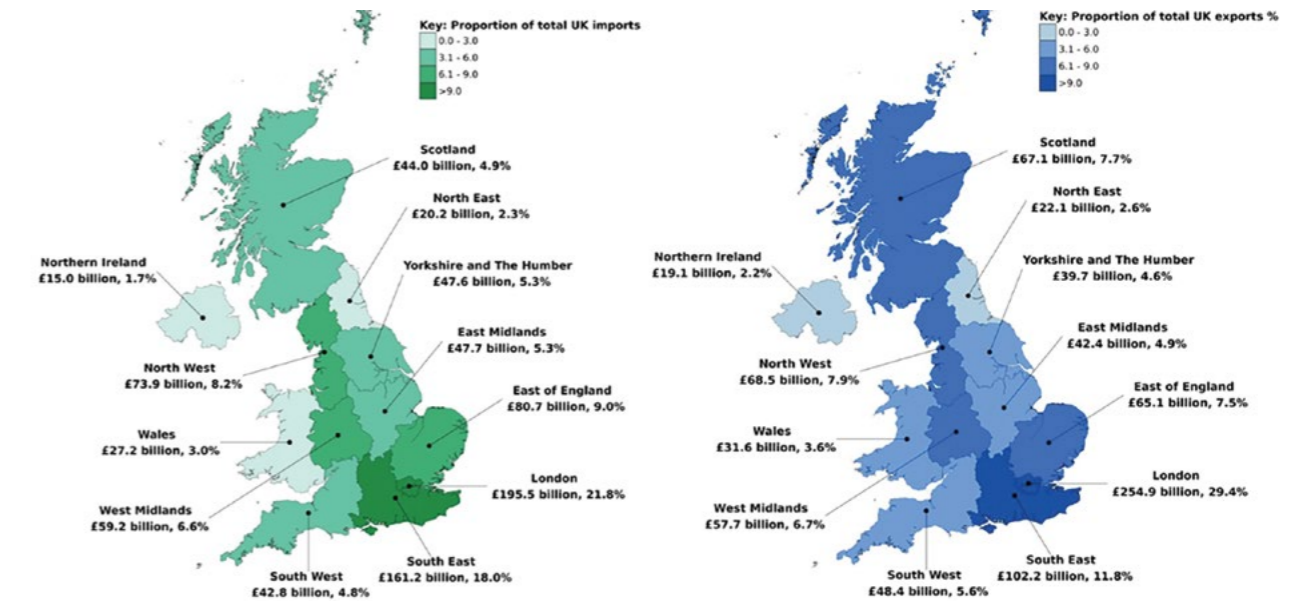 Key: Proportion of total UK imports
0.0 - 3.0
3.1 - 6.0
6.1 - 9.0
>9.0
Scotland
£44.0 billion, 4.9%
North East
£20.2 billion, 2.3%
Northern Ireland
£15.0 billion, 1.7%
Yorkshire and The Humber
£47.6 billion, 5.3%
East Midlands
£47.7 billion, 5.3%
North West
£73.9 billion, 8.2%
East of England
£80.7 billion, 9.0%
Wales
£27.2 billion, 3.0%
London
£195.5 billion, 21.8%
West Midlands
£59.2 billion, 6.6%
South East
£161.2 billion, 18.0%
South West
£42.8 billion, 4.8%
Key: Proportion of total UK exports %
0.0 - 3.0
3.1 - 6.0
6.1 - 9.0
>9.0
Scotland
£67.1 billion, 7.7%
North East
£22.1 billion, 2.6%
Northern Ireland
£19.1 billion, 2.2%
Yorkshire and The Humber
£39.7 billion, 4.6%
East Midlands
£42.4 billion, 4.9%
North West
£68.5 billion, 7.9%
East of England
£65.1 billion, 7.5%
Wales
£31.6 billion, 3.6%
London
£254.9 billion, 29.4%
West Midlands
£57.7 billion, 6.7%
South East
£102.2 billion, 11.8%
South West
£48.4 billion, 5.6%